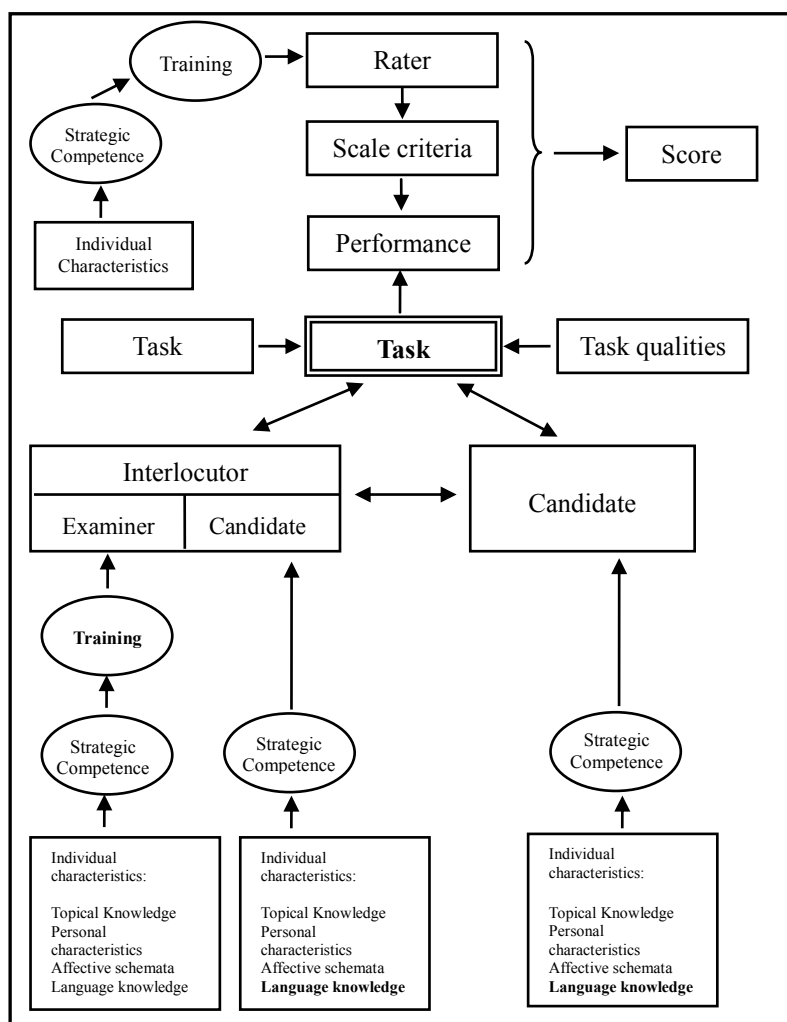 Training
Rater
Strategic
Competence
Scale criteria
Score
Individual
Characteristics
Performance
Task
Task
Task qualities
Interlocutor
Examiner
Candidate
Candidate
Training
Strategic
Competence
Strategic
Competence
Strategic
Competence
Individual
characteristics:
Topical Knowledge
Personal
characteristics
Affective schemata
Language knowledge
Individual
characteristics:
Topical Knowledge
Personal
characteristics
Affective schemata
Language knowledge
Individual
characteristics:
Topical Knowledge
Personal
characteristics
Affective schemata
Language knowledge